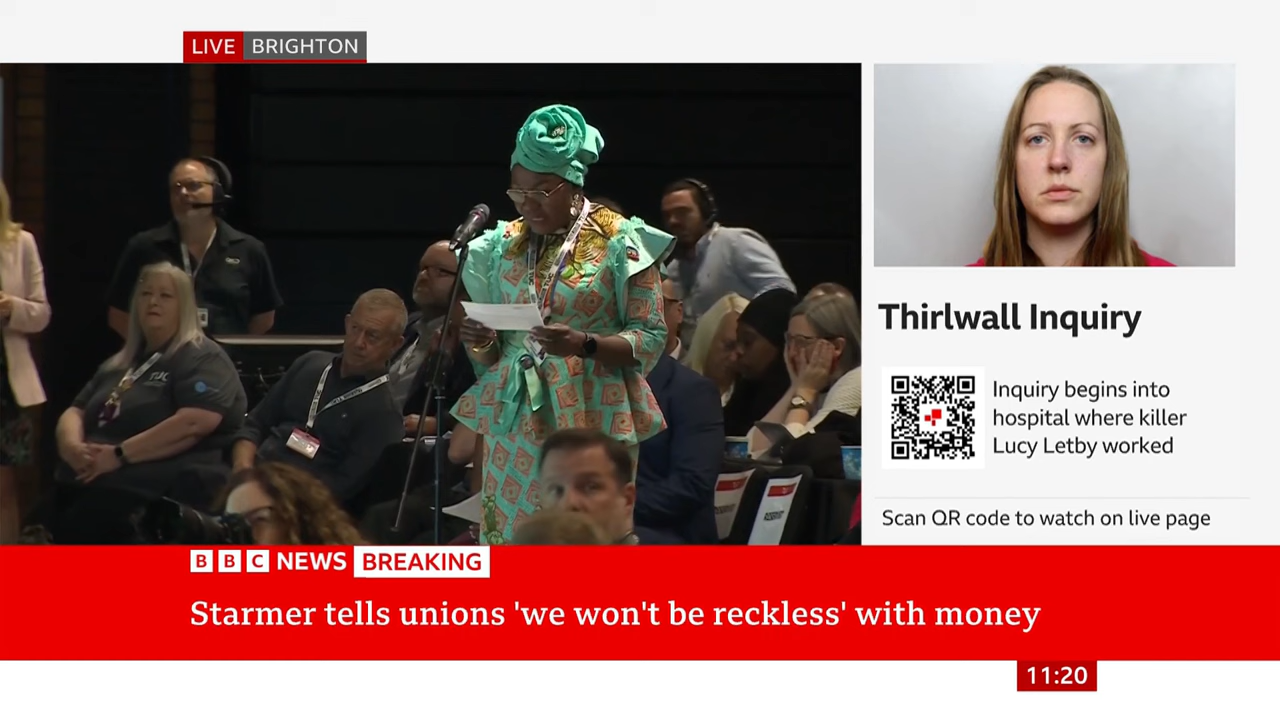 LIVE BRIGHTON
TUC
Thirlwall Inquiry
Inquiry begins into
hospital where killer
Lucy Letby worked
Scan QR code to watch on live page
BBC NEWS BREAKING
Starmer tells unions 'we won't be reckless' with money
11:20